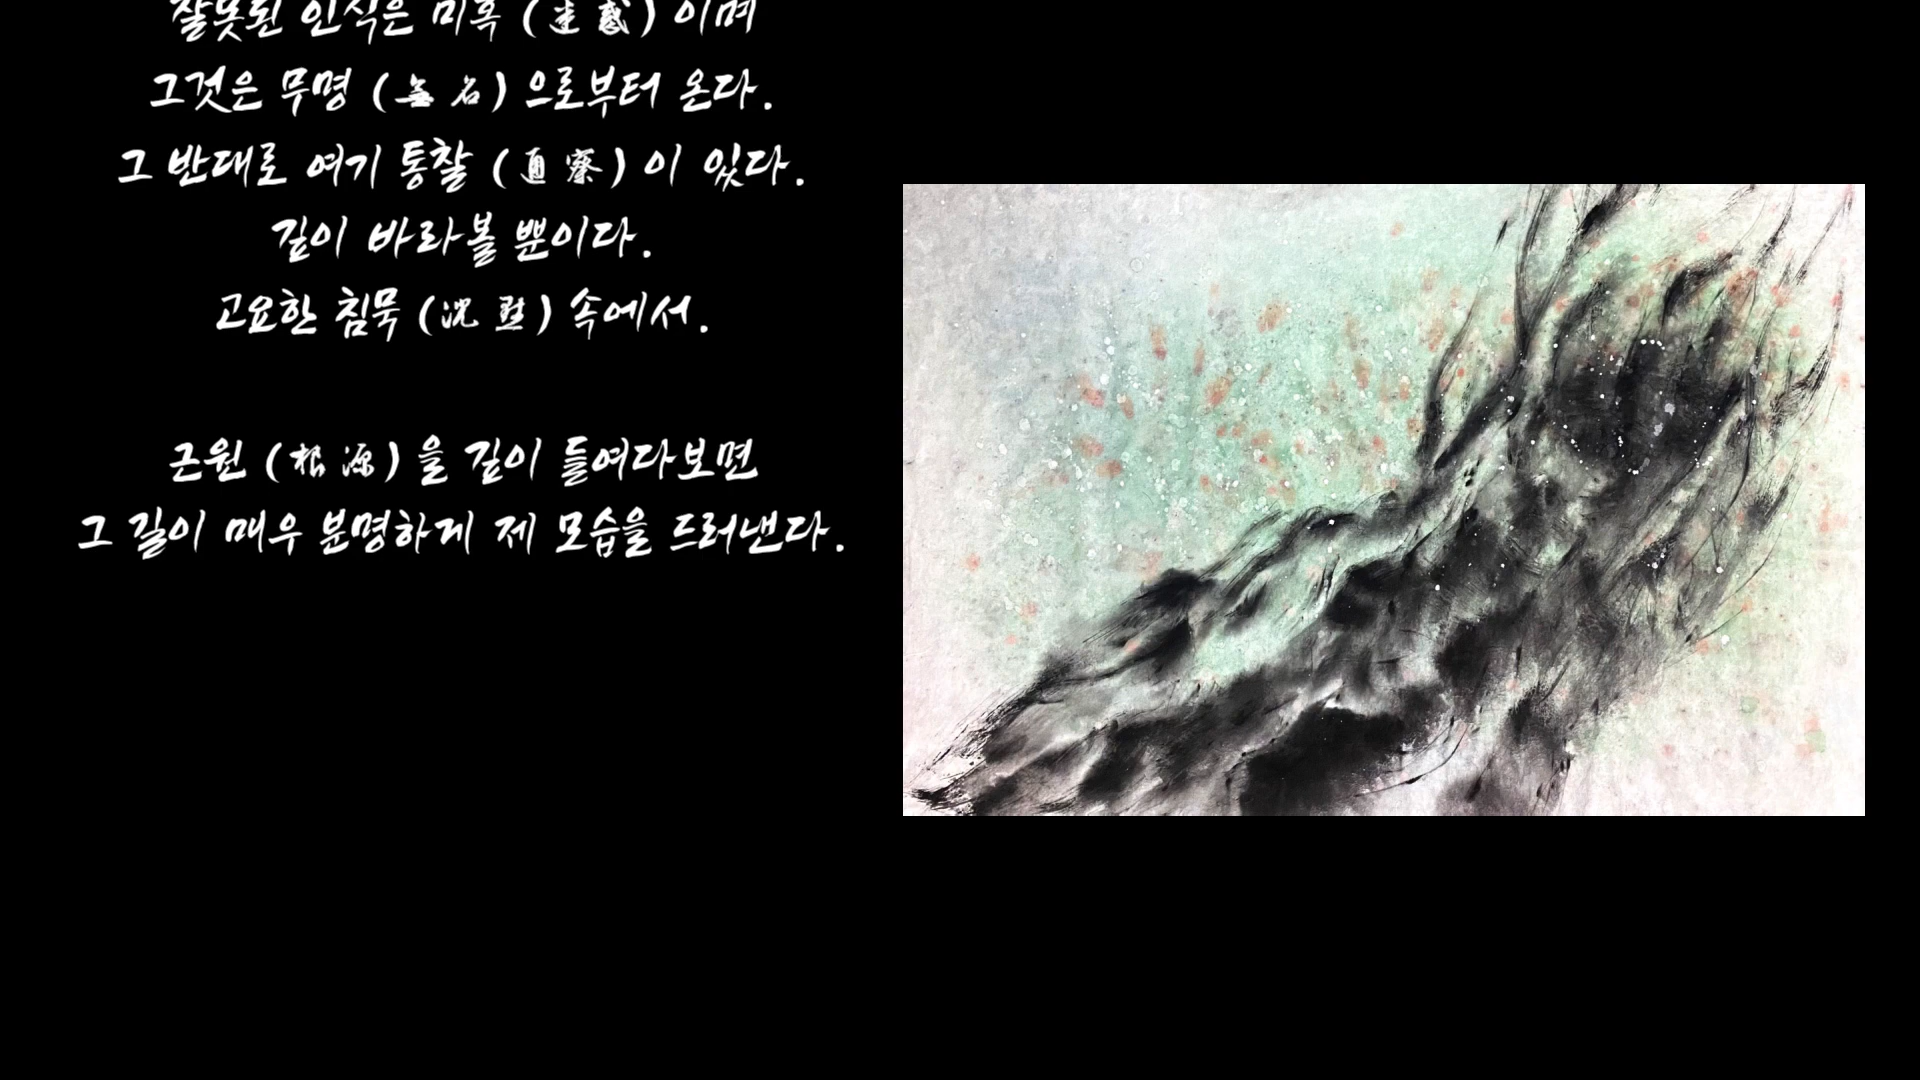 잘못된 인식은 미혹 (迷惑) 이며
그것은 무명 (無名) 으로부터 온다.
그 반대로 여기 통찰 (通察) 이 있다.
깊이 바라볼 뿐이다.
고요한 침묵 (沈默) 속에서.
근원 (根源) 을 깊이 들여다보면
그 길이 매우 분명하게 제 모습을 드러낸다.